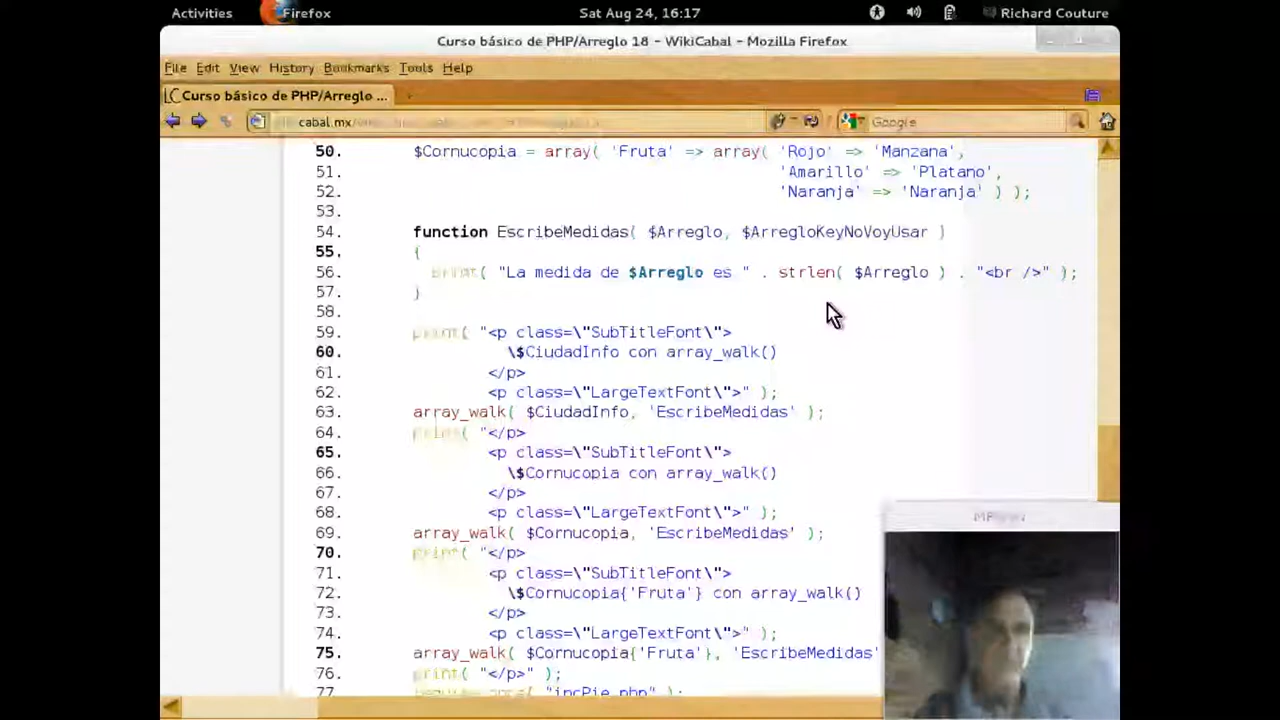 Activities Firefox Sat Aug 24, 16:17 Richard Couture
Curso básico de PHP/Arreglo 18 - WikiCabal - Mozilla Firefox
File Edit View History Bookmarks Tools Help
Curso básico de PHP/Arreglo ...
cabal.mx/ Google
50. $Cornucopia = array( 'Fruta' => array( 'Rojo' => 'Manzana',
51. 'Amarillo' => 'Platano',
52. 'Naranja' => 'Naranja' ) );
53.
54. function EscribeMedidas( $Arreglo, $ArregloKeyNoVoyUsar )
55. {
56. print( "La medida de $Arreglo es " . strlen( $Arreglo ) . "<br />" );
57. }
58.
59. print( "<p class=\"SubTitleFont\">
60. \$CiudadInfo con array_walk()
61. </p>
62. <p class=\"LargeTextFont\">" );
63. array_walk( $CiudadInfo, 'EscribeMedidas' );
64. print( "</p>
65. <p class=\"SubTitleFont\">
66. \$Cornucopia con array_walk()
67. </p>
68. <p class=\"LargeTextFont\">" );
69. array_walk( $Cornucopia, 'EscribeMedidas' );
70. print( "</p>
71. <p class=\"SubTitleFont\">
72. \$Cornucopia{'Fruta'} con array_walk()
73. </p>
74. <p class=\"LargeTextFont\">" );
75. array_walk( $Cornucopia{'Fruta'}, 'EscribeMedidas'
76. print( "</p>" );
77. "incPie.php" );